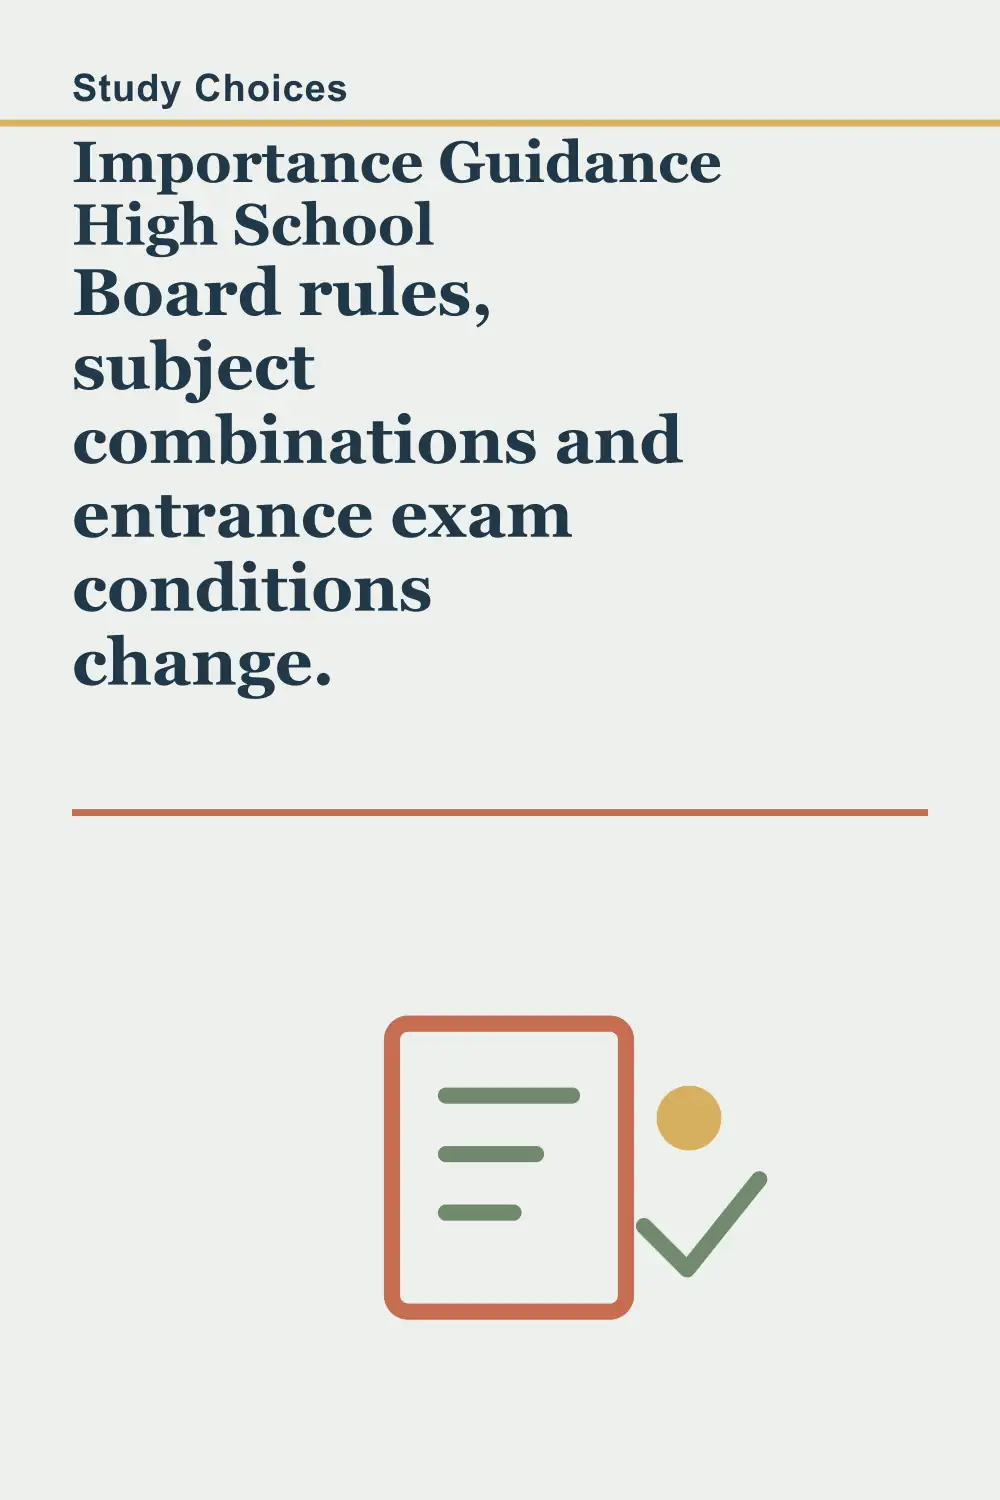 Study Choices
Importance Guidance
High School
Board rules,
subject
combinations and
entrance exam
conditions
change.